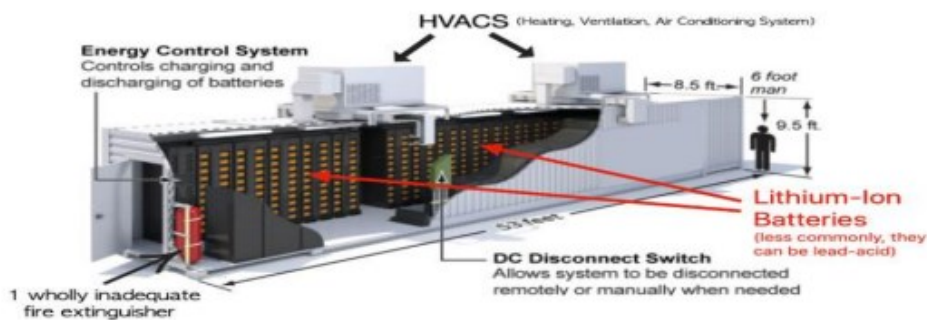 HVACS (Heating, Ventilation, Air Conditioning System)
Energy Control System
Controls charging and
discharging of batteries
8.5 ft.
6 foot
man
9.5 ft.
Lithium-Ion
Batteries
(less commonly, they
can be lead-acid)
53 feet
DC Disconnect Switch
Allows system to be disconnected
remotely or manually when needed
1 wholly inadequate
fire extinguisher